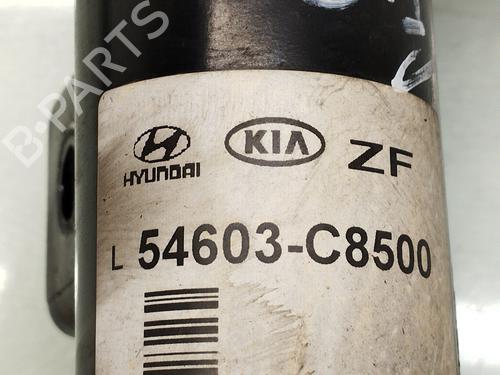 B-PARTS
HYUNDAI KIA ZF
L 54603-C8500